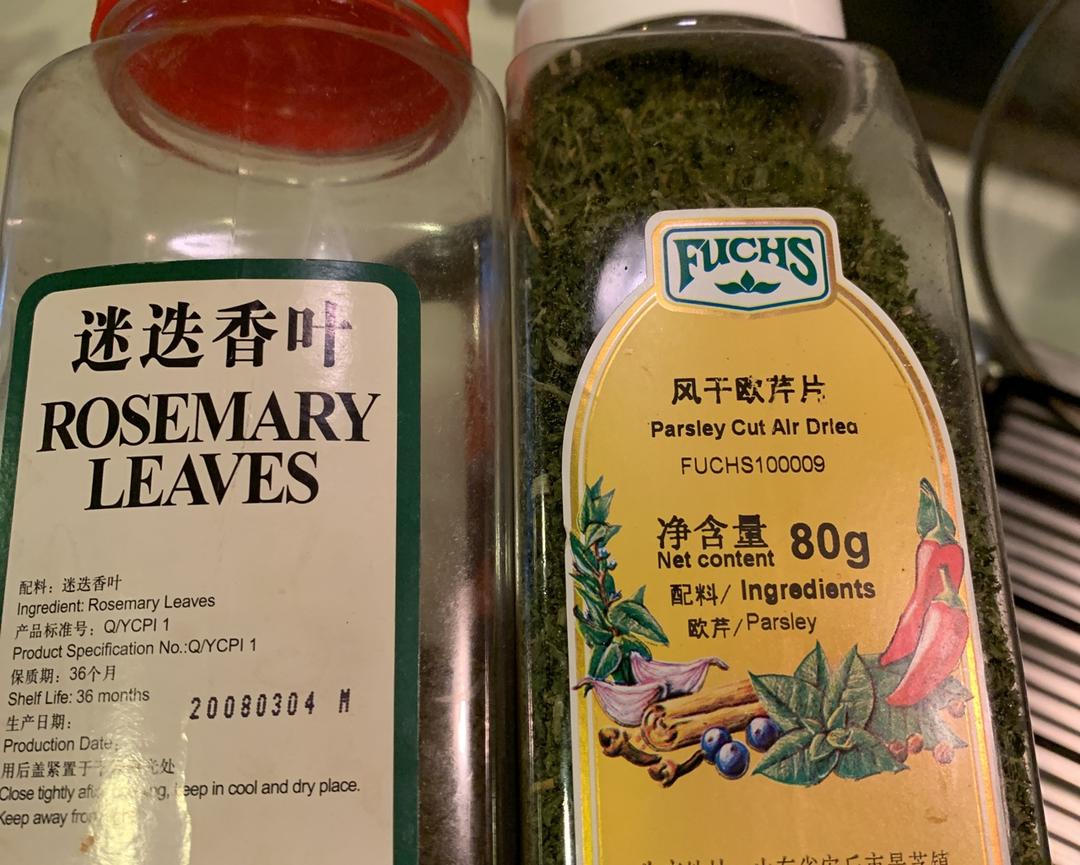 迷迭香叶
ROSEMARY
LEAVES
配料：迷迭香叶
Ingredient: Rosemary Leaves
产品标准号：Q/YCPI 1
Product Specification No.:Q/YCPI 1
保质期：36个月
Shelf Life: 36 months
20080304 M
生产日期：
Production Date:
用后盖紧置于
Close tightly keep in cool and dry place.
Keep away from
FUCHS
风干欧芹片
Parsley Cut Air Dried
FUCHS100009
净含量 80g
Net content
配料/ Ingredients
欧芹/Parsley